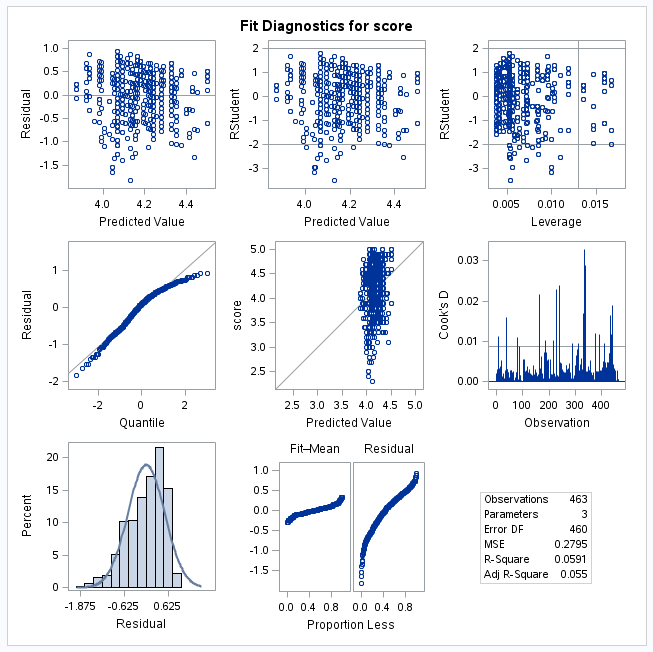 Fit Diagnostics for score
1.0
0.5
0.0
-0.5
-1.0
-1.5
Residual
4.0 4.2 4.4
Predicted Value
2
1
0
-1
-2
-3
RStudent
4.0 4.2 4.4
Predicted Value
2
1
0
-1
-2
-3
RStudent
0.005 0.010 0.015
Leverage
1
0
-1
-2
Residual
-2 0 2
Quantile
5.0
4.5
4.0
3.5
3.0
2.5
score
2.5 3.0 3.5 4.0 4.5 5.0
Predicted Value
0.03
0.02
0.01
0.00
Cook's D
0 100 200 300 400
Observation
20
15
10
5
0
Percent
-1.875 -0.625 0.625
Residual
Fit–Mean Residual
1.0
0.5
0.0
-0.5
-1.0
-1.5
0.0 0.4 0.8 0.0 0.4 0.8
Proportion Less
Observations 463
Parameters 3
Error DF 460
MSE 0.2795
R-Square 0.0591
Adj R-Square 0.055